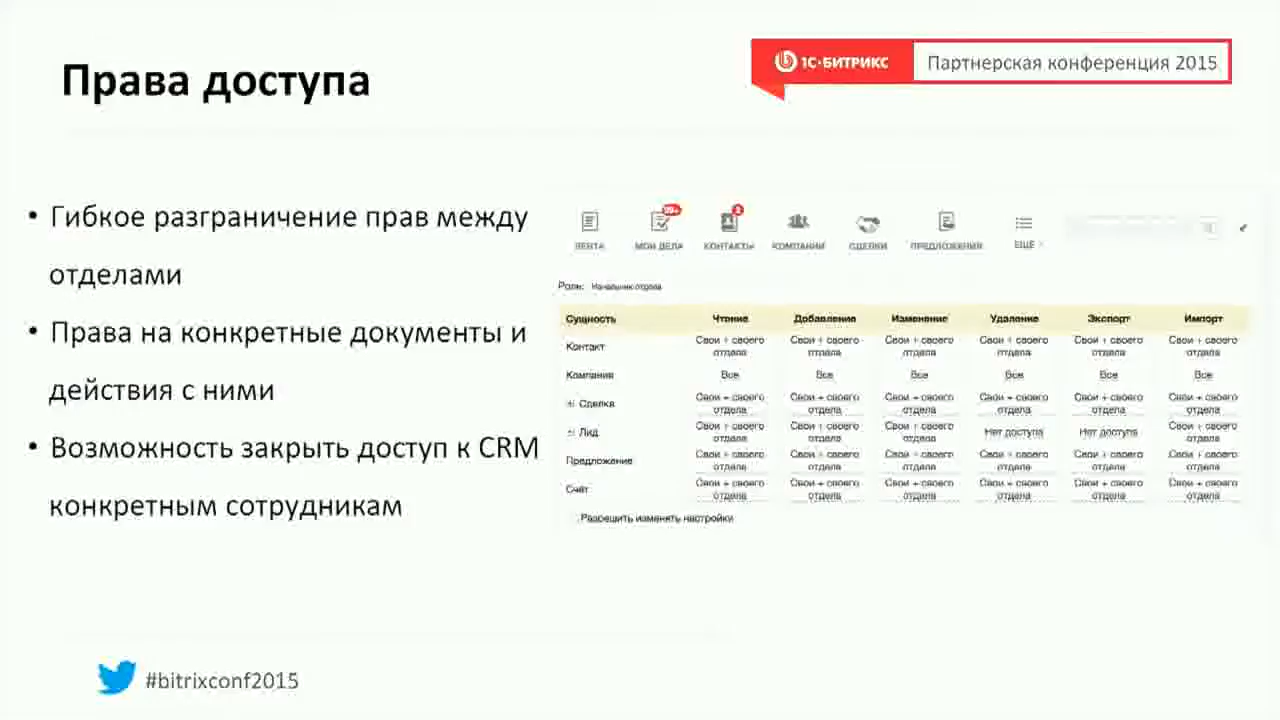 Права доступа
1С·БИТРИКС
Партнерская конференция 2015
• Гибкое разграничение прав между
отделами
• Права на конкретные документы и
действия с ними
• Возможность закрыть доступ к CRM
конкретным сотрудникам
99+
2
ЛЕНТА МОИ ДЕЛА КОНТАКТЫ КОМПАНИИ СДЕЛКИ ПРЕДЛОЖЕНИЯ ЕЩЕ
Роль: Начальник отдела
Сущность Чтение Добавление Изменение Удаление Экспорт Импорт
Контакт Свои + своего отдела Свои + своего отдела Свои + своего отдела Свои + своего отдела Свои + своего отдела Свои + своего отдела
Компания Все Все Все Все Все Все
Сделка Свои + своего отдела Свои + своего отдела Свои + своего отдела Свои + своего отдела Свои + своего отдела Свои + своего отдела
Лид Свои + своего отдела Свои + своего отдела Свои + своего отдела Нет доступа Нет доступа Свои + своего отдела
Предложение Свои + своего отдела Свои + своего отдела Свои + своего отдела Свои + своего отдела Свои + своего отдела Свои + своего отдела
Счёт Свои + своего отдела Свои + своего отдела Свои + своего отдела Свои + своего отдела Свои + своего отдела Свои + своего отдела
Разрешить изменять настройки
#bitrixconf2015